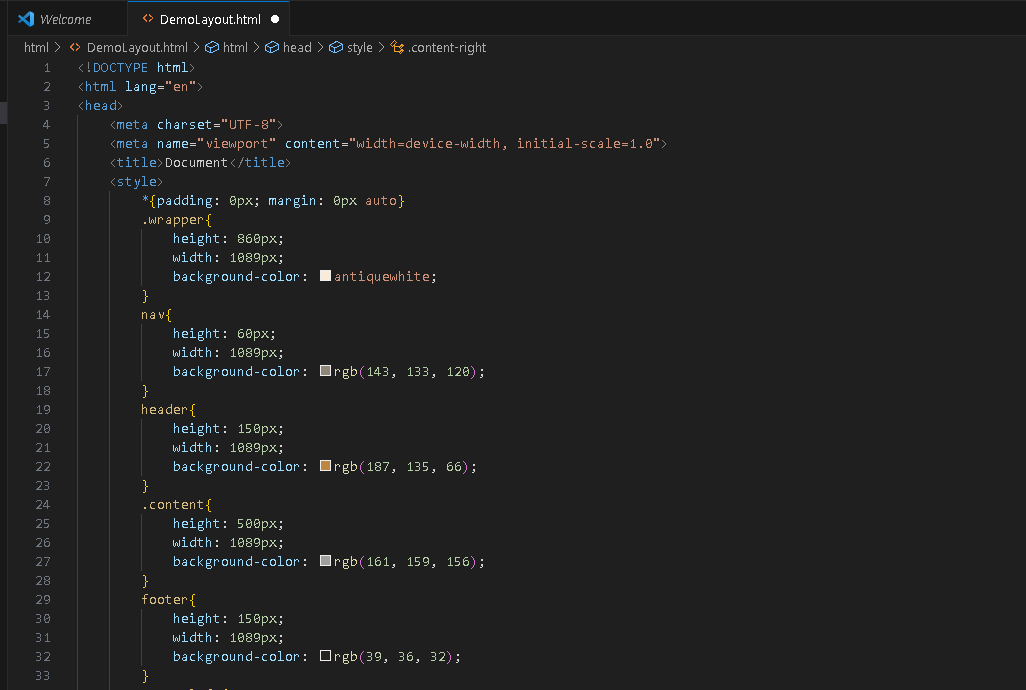 Welcome
DemoLayout.html
html > DemoLayout.html > html > head > style > .content-right
1 <!DOCTYPE html>
2 <html lang="en">
3 <head>
4 <meta charset="UTF-8">
5 <meta name="viewport" content="width=device-width, initial-scale=1.0">
6 <title>Document</title>
7 <style>
8 *{padding: 0px; margin: 0px auto}
9 .wrapper{
10 height: 860px;
11 width: 1089px;
12 background-color: antiquewhite;
13 }
14 nav{
15 height: 60px;
16 width: 1089px;
17 background-color: rgb(143, 133, 120);
18 }
19 header{
20 height: 150px;
21 width: 1089px;
22 background-color: rgb(187, 135, 66);
23 }
24 .content{
25 height: 500px;
26 width: 1089px;
27 background-color: rgb(161, 159, 156);
28 }
29 footer{
30 height: 150px;
31 width: 1089px;
32 background-color: rgb(39, 36, 32);
33 }